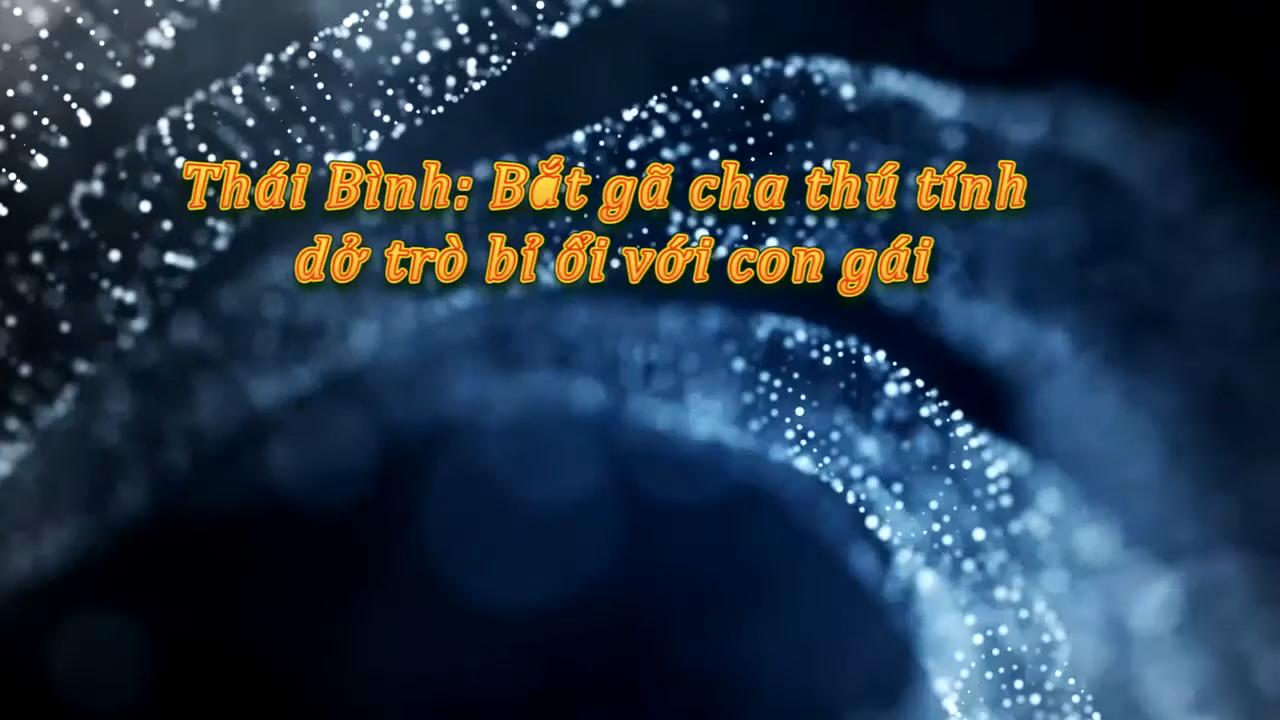 Thái Bình: Bắt gã cha thú tính
dở trò bỉ ổi với con gái